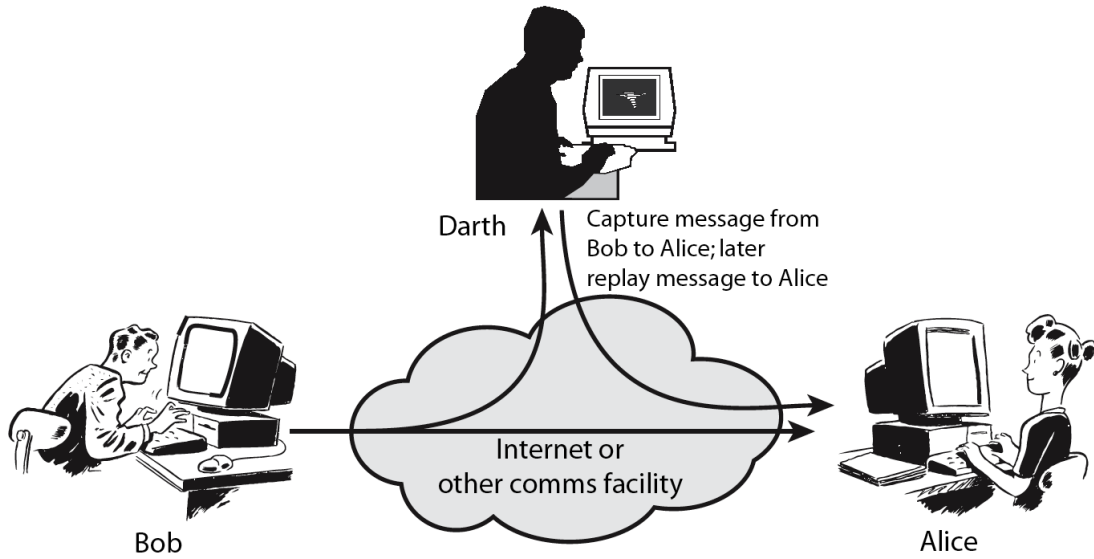 Darth
Capture message from
Bob to Alice; later
replay message to Alice
Internet or
other comms facility
Bob
Alice